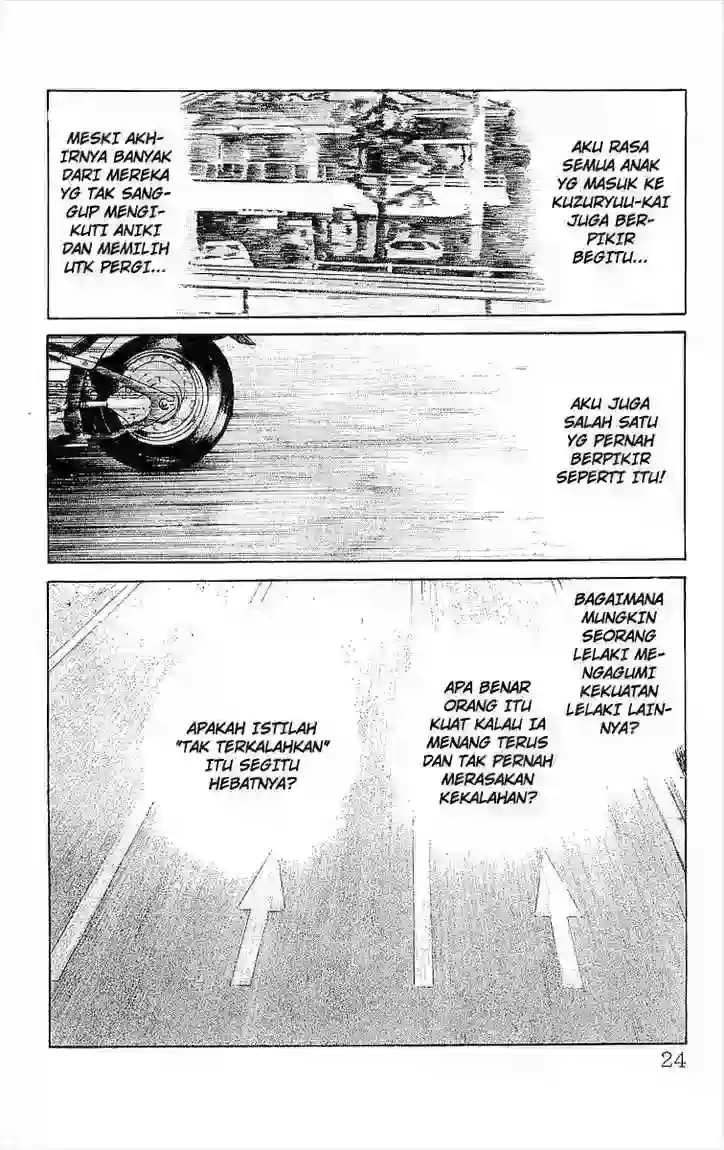 AKU RASA
SEMUA ANAK
YG MASUK KE
KUZURYUU-KAI
JUGA BER-
PIKIR
BEGITU...
MESKI AKH-
IRNYA BANYAK
DARI MEREKA
YG TAK SANG-
GUP MENGI-
KUTI ANIKI
DAN MEMILIH
UTK PERGI...
AKU JUGA
SALAH SATU
YG PERNAH
BERPIKIR
SEPERTI ITU!
BAGAIMANA
MUNGKIN
SEORANG
LELAKI ME-
NGAGUMI
KEKUATAN
LELAKI LAIN-
NYA?
APA BENAR
ORANG ITU
KUAT KALAU IA
MENANG TERUS
DAN TAK PERNAH
MERASAKAN
KEKALAHAN?
APAKAH ISTILAH
"TAK TERKALAHKAN"
ITU SEGITU
HEBATNYA?
24